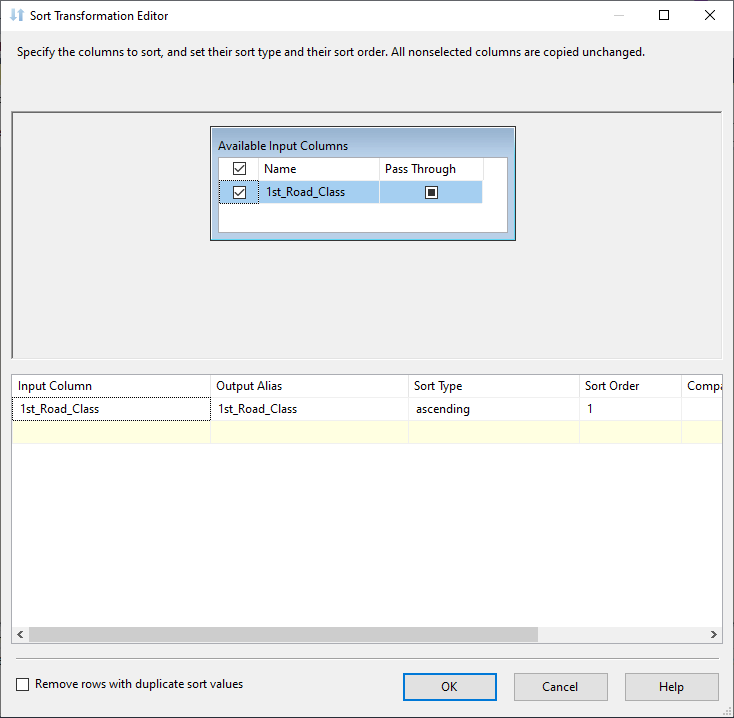 Sort Transformation Editor
Specify the columns to sort, and set their sort type and their sort order. All nonselected columns are copied unchanged.
Available Input Columns
Name Pass Through
1st_Road_Class
Input Column Output Alias Sort Type Sort Order Compa
1st_Road_Class 1st_Road_Class ascending 1
Remove rows with duplicate sort values
OK Cancel Help